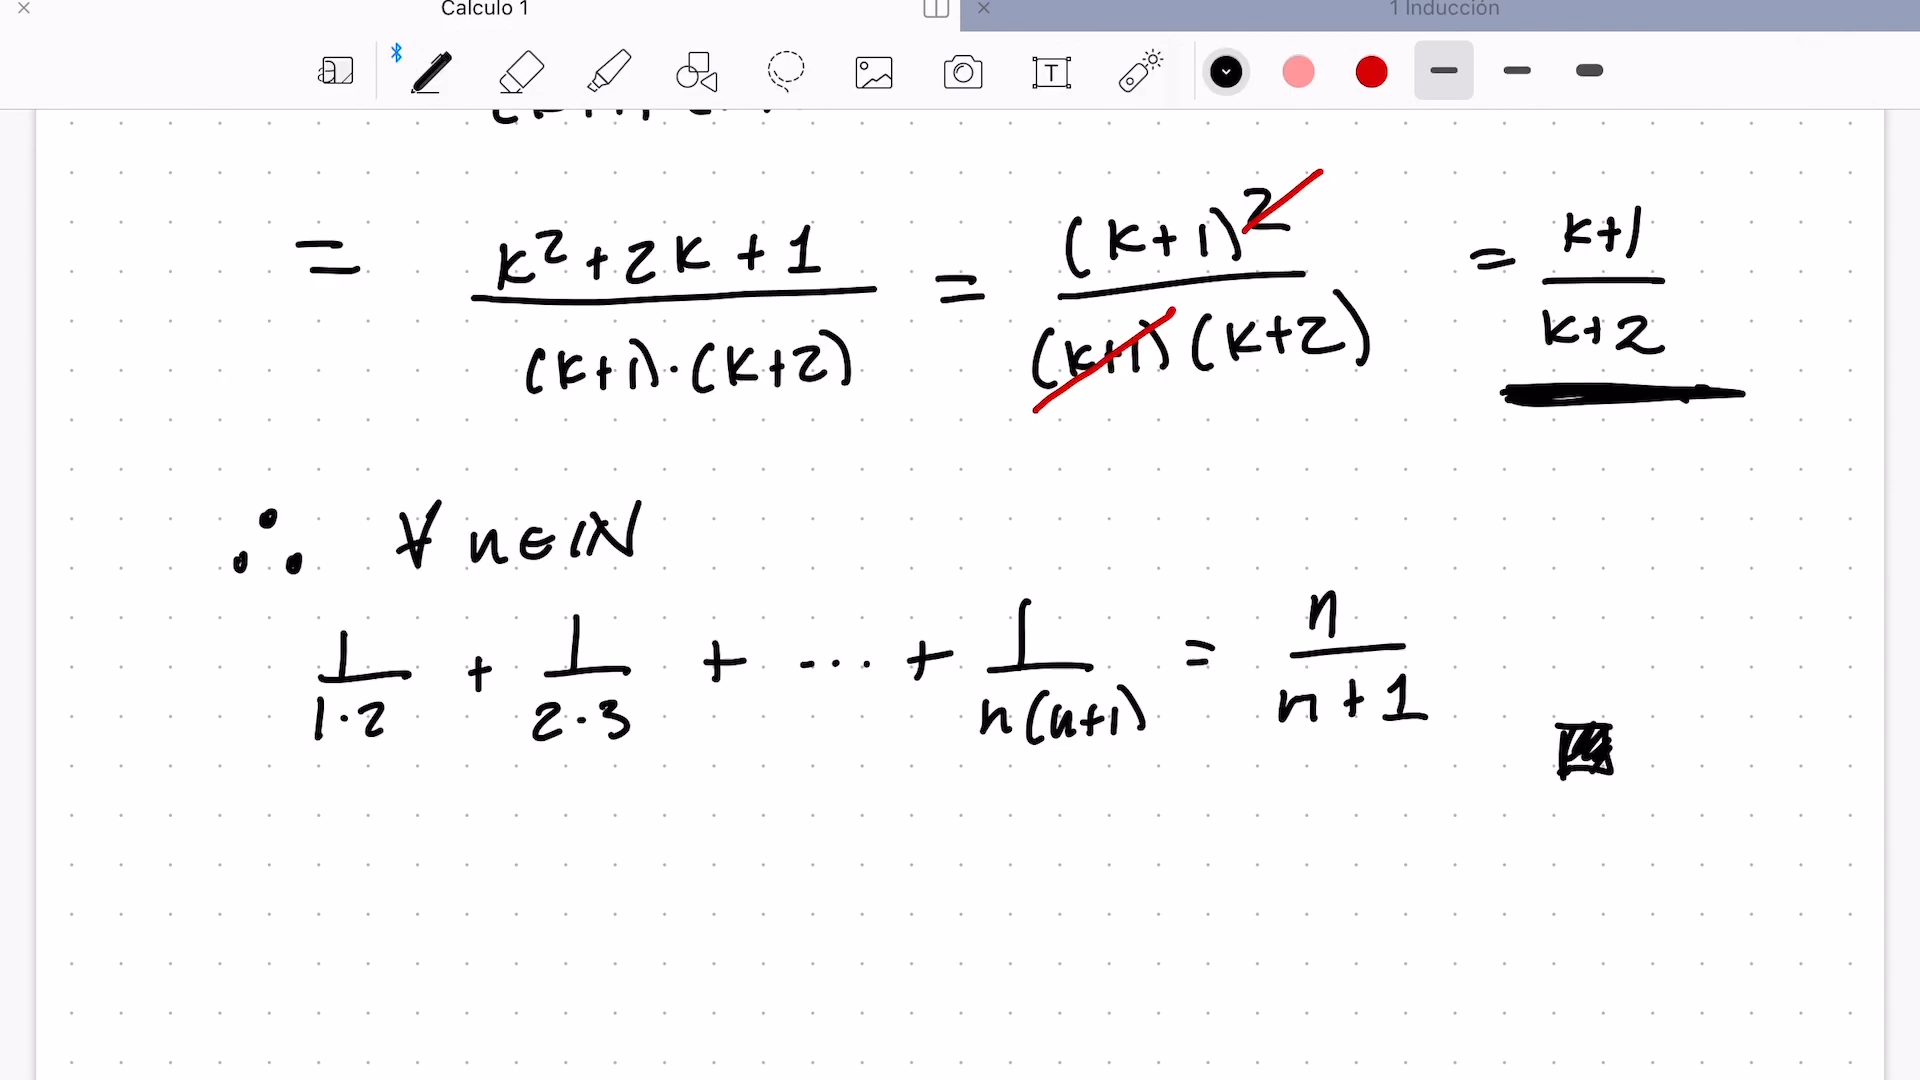 Calculo 1
1 Inducción
= k²+2k+1 / (k+1)·(k+2) = (k+1)² / (k+1)(k+2) = k+1 / k+2
∴ ∀ n∈ℕ
1/1·2 + 1/2·3 + ... + 1/n(n+1) = n/n+1